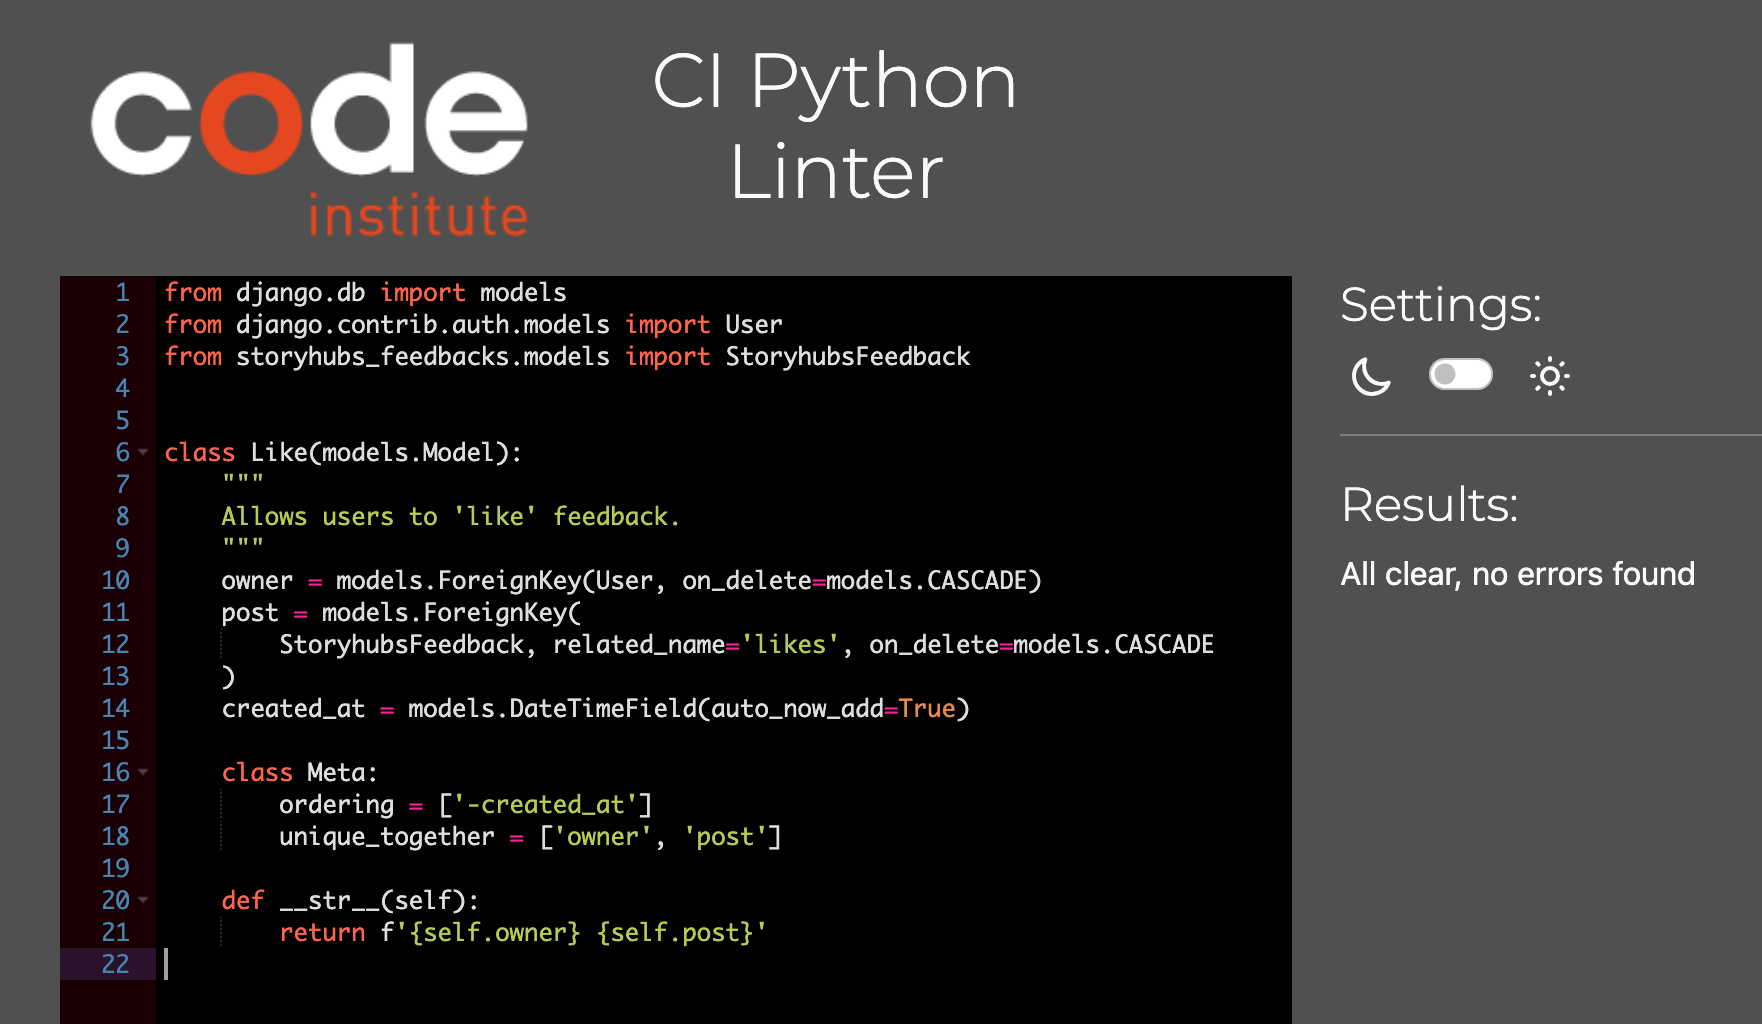 code
institute
CI Python
Linter
1 from django.db import models
2 from django.contrib.auth.models import User
3 from storyhubs_feedbacks.models import StoryhubsFeedback
4
5
6 class Like(models.Model):
7     """
8     Allows users to 'like' feedback.
9     """
10     owner = models.ForeignKey(User, on_delete=models.CASCADE)
11     post = models.ForeignKey(
12         StoryhubsFeedback, related_name='likes', on_delete=models.CASCADE
13     )
14     created_at = models.DateTimeField(auto_now_add=True)
15
16     class Meta:
17         ordering = ['-created_at']
18         unique_together = ['owner', 'post']
19
20     def __str__(self):
21         return f'{self.owner} {self.post}'
22
Settings:
Results:
All clear, no errors found